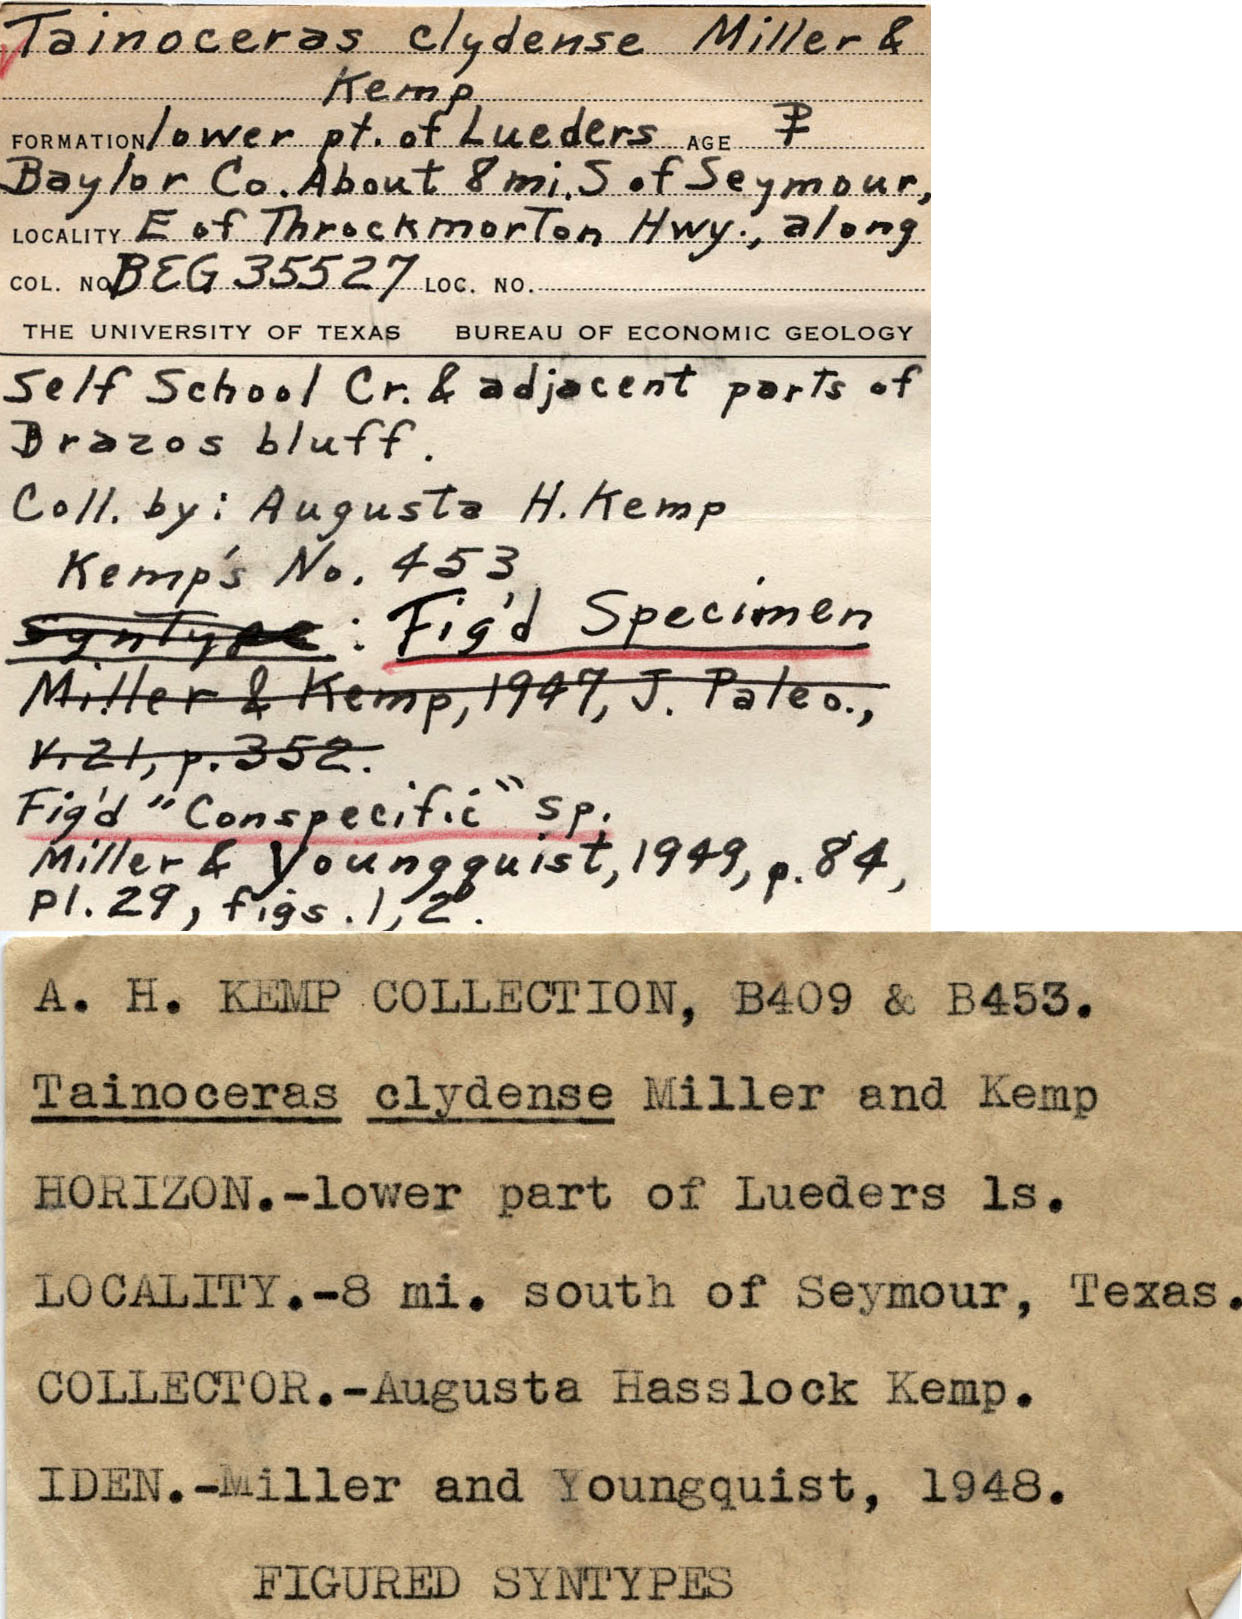 Tainoceras clydense Miller &
Kemp
FORMATION lower pt. of Lueders AGE
Baylor Co. About 8 mi. S of Seymour,
LOCALITY E of Throckmorton Hwy., along
COL. NO. BEG 35527 LOC. NO.
THE UNIVERSITY OF TEXAS BUREAU OF ECONOMIC GEOLOGY
Self School Cr. & adjacent parts of
Brazos bluff.
Coll. by: Augusta H. Kemp
Kemp's No. 453
Syntype : Fig'd Specimen
Miller & Kemp, 1947, J. Paleo.,
v. 21, p. 352.
Fig'd "Conspecific" sp.
Miller & Youngquist, 1949, p. 84,
pl. 29, figs. 1, 2.
A. H. KEMP COLLECTION, B409 & B453.
Tainoceras clydense Miller and Kemp
HORIZON.-lower part of Lueders ls.
LOCALITY.-8 mi. south of Seymour, Texas.
COLLECTOR.-Augusta Hasslock Kemp.
IDEN.-Miller and Youngquist, 1948.
FIGURED SYNTYPES